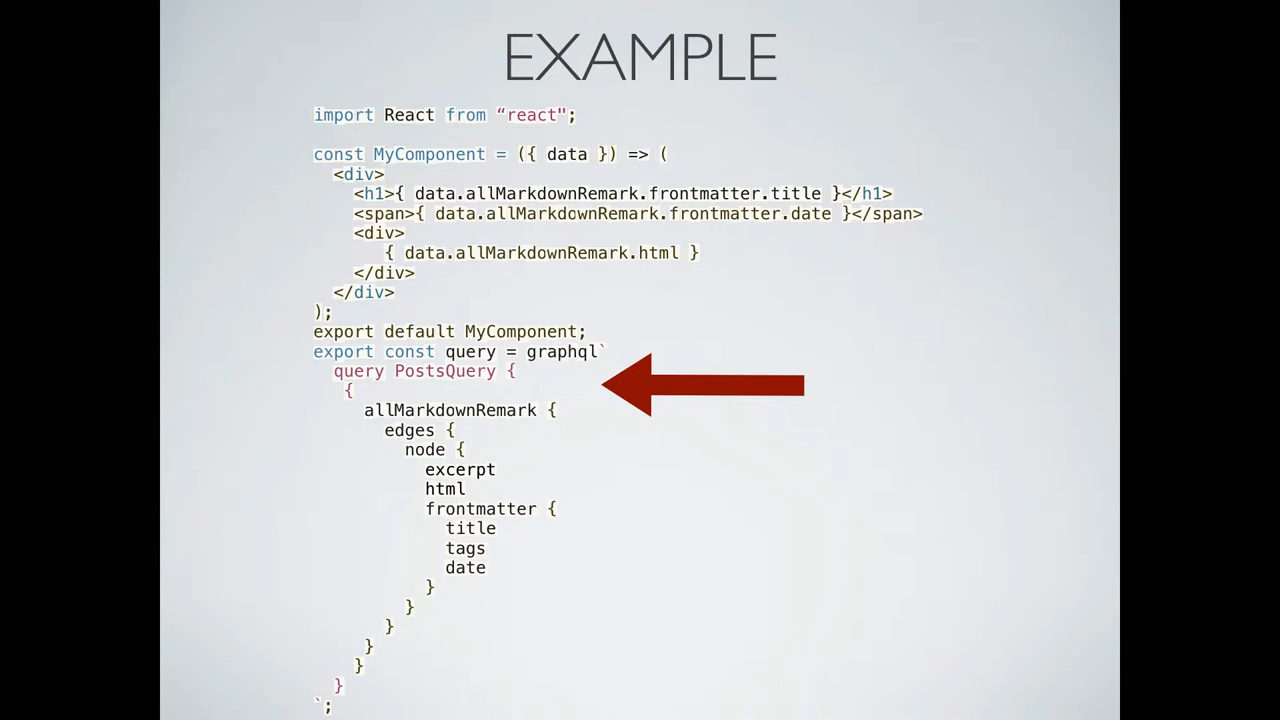 EXAMPLE
import React from “react";
const MyComponent = ({ data }) => (
<div>
<h1>{ data.allMarkdownRemark.frontmatter.title }</h1>
<span>{ data.allMarkdownRemark.frontmatter.date }</span>
<div>
{ data.allMarkdownRemark.html }
</div>
</div>
);
export default MyComponent;
export const query = graphql`
query PostsQuery {
{
allMarkdownRemark {
edges {
node {
excerpt
html
frontmatter {
title
tags
date
}
}
}
}
}
}
`;